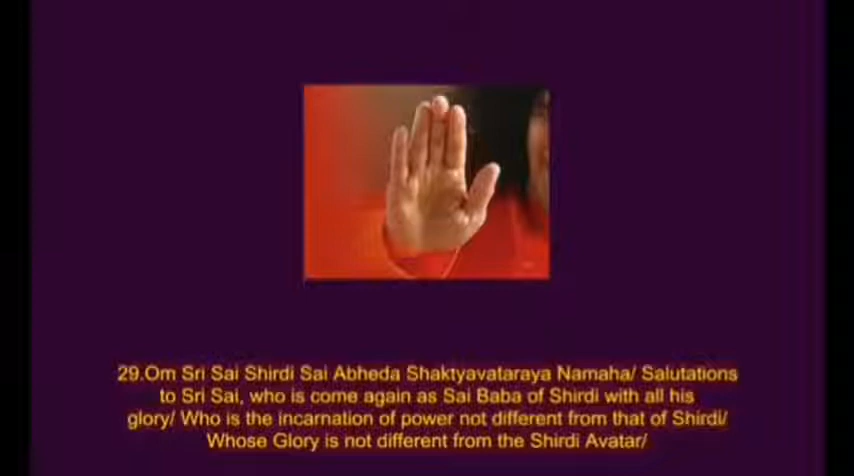 29.Om Sri Sai Shirdi Sai Abheda Shaktyavataraya Namaha/ Salutations
to Sri Sai, who is come again as Sai Baba of Shirdi with all his
glory/ Who is the incarnation of power not different from that of Shirdi/
Whose Glory is not different from the Shirdi Avatar/